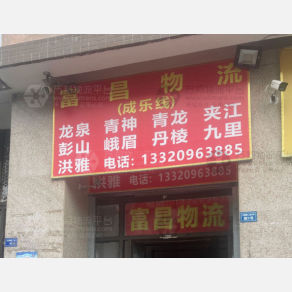 富昌物流
(成乐线)
龙泉 青神 青龙 夹江
彭山 峨眉 丹棱 九里
洪雅 电话:13320963885
洪雅 电话:13320963885
富昌物流